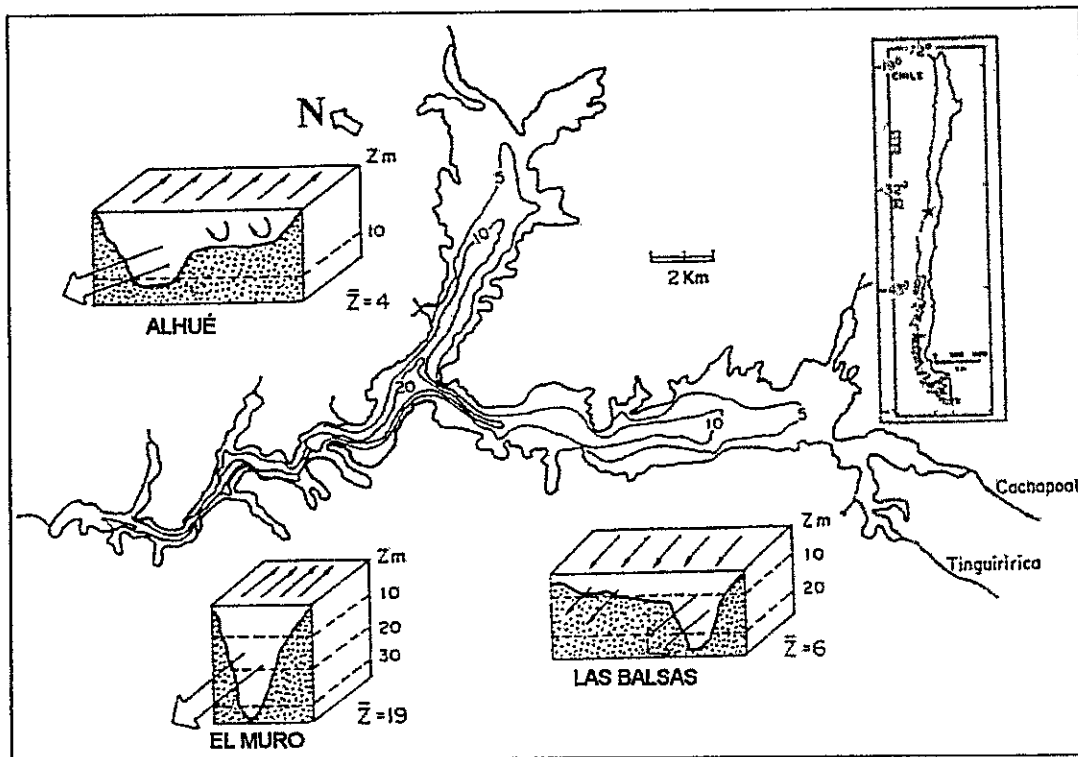 N
Zm
10
Z̄=4
ALHUÉ
5
10
20
2 Km
10
5
CHILE
Cachapoal
Tinguiririca
Zm
10
20
30
Z̄=19
EL MURO
Zm
10
20
Z̄=6
LAS BALSAS